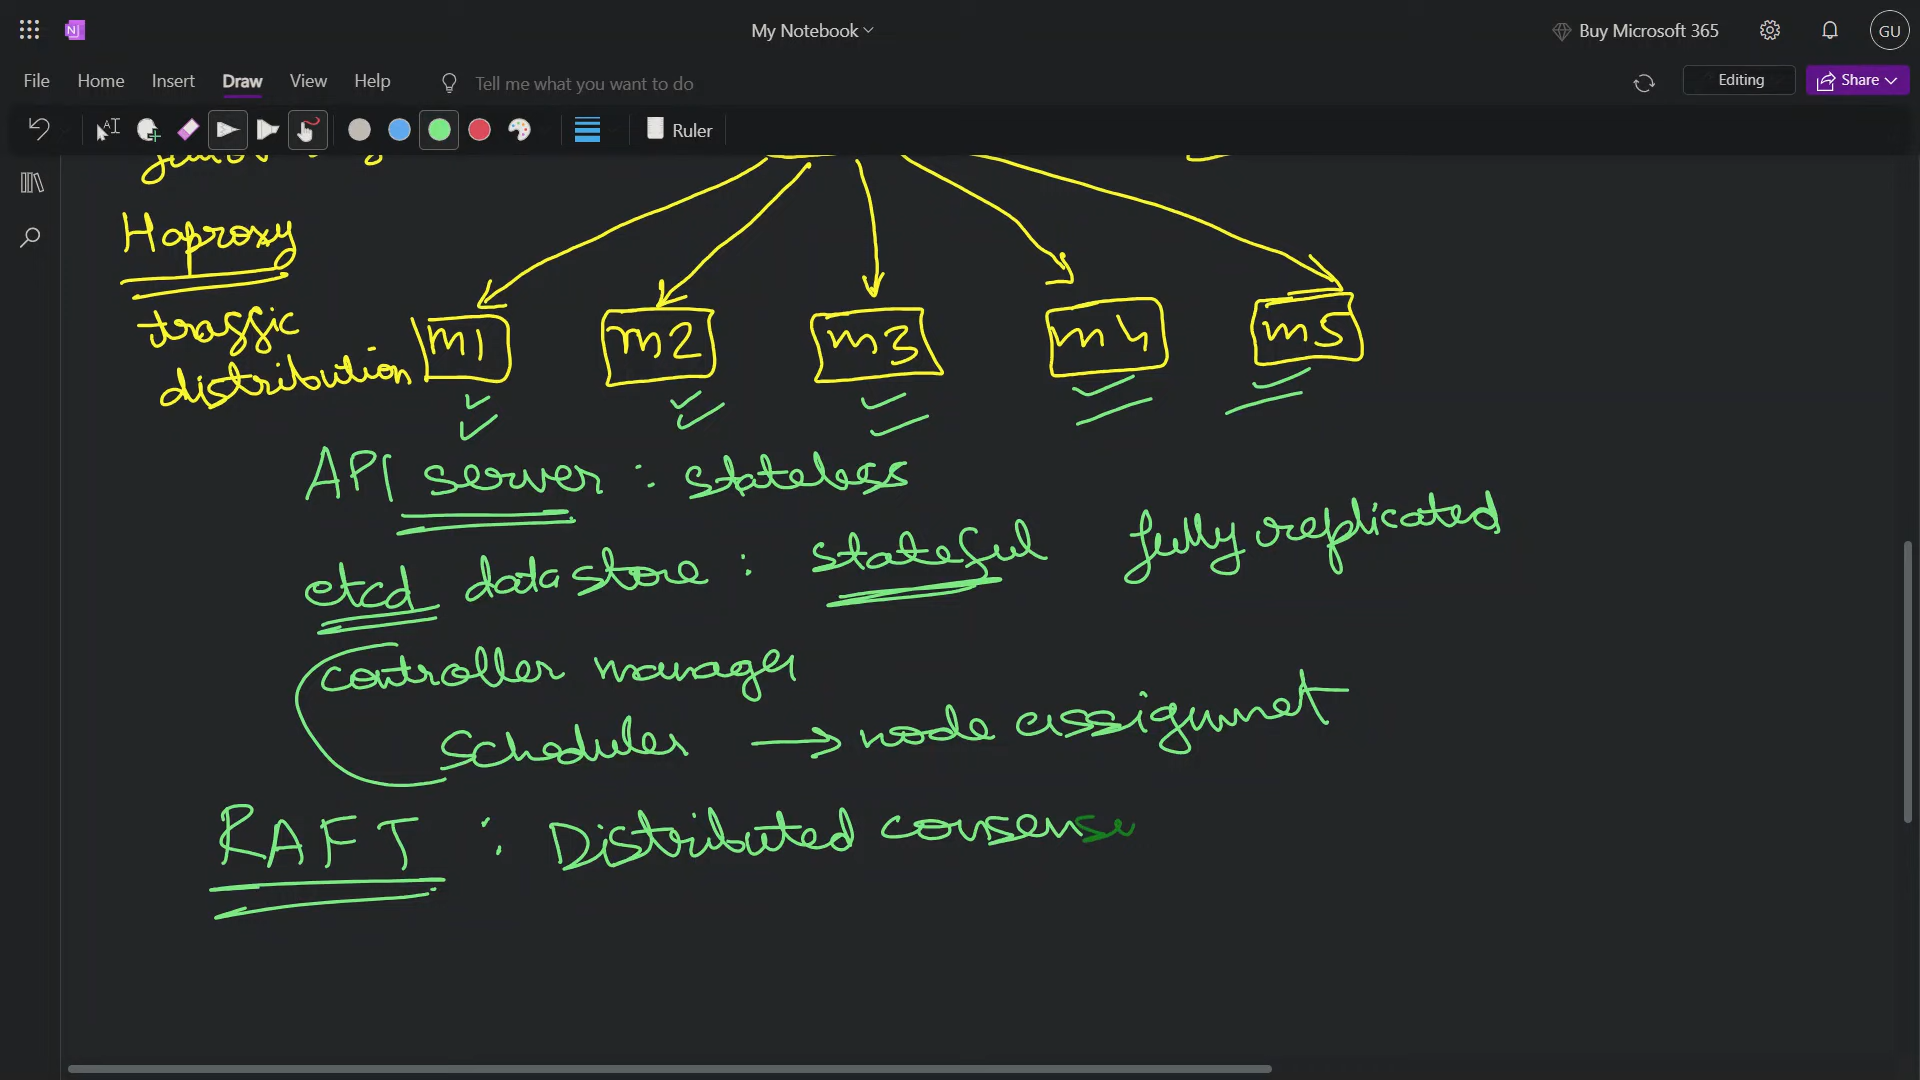 My Notebook
Buy Microsoft 365
GU
File Home Insert Draw View Help Tell me what you want to do
Editing
Share
Ruler
Haproxy
traffic
distribution
m1 m2 m3 m4 m5
API server : stateless
etcd datastore : stateful fully replicated
controller manager
scheduler → node assignmet
RAFT : Distributed consensu